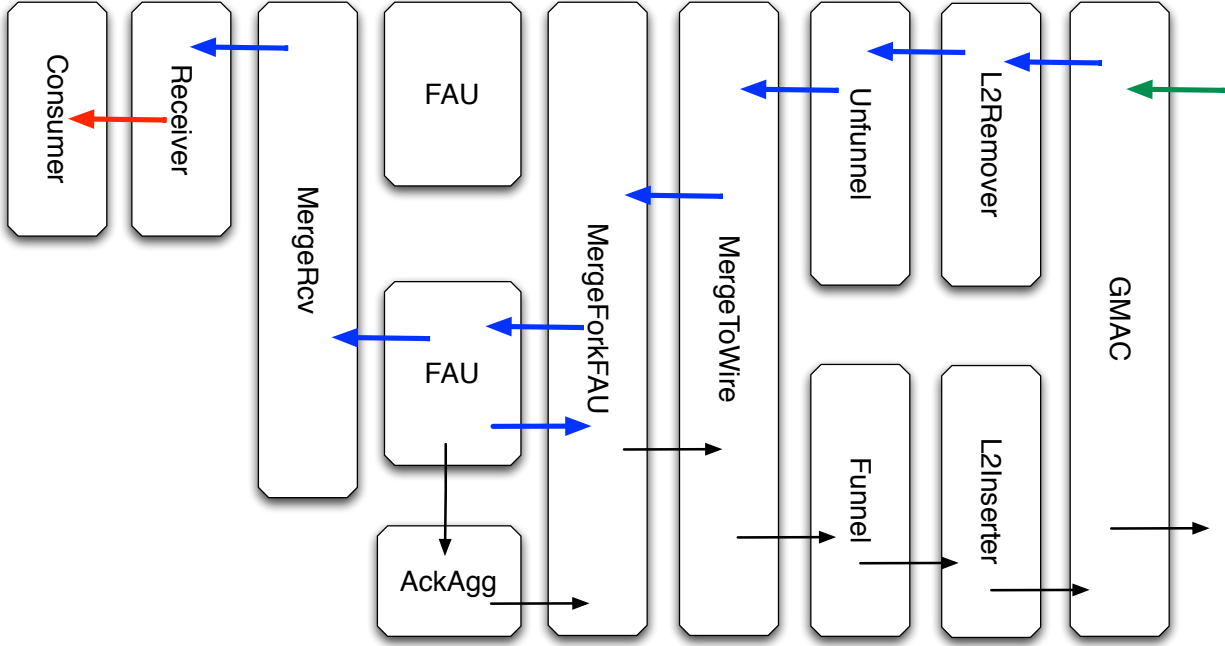 Consumer
Receiver
MergeRcv
FAU
FAU
AckAgg
MergeForkFAU
MergeToWire
Unfunnel
Funnel
L2Remover
L2Inserter
GMAC